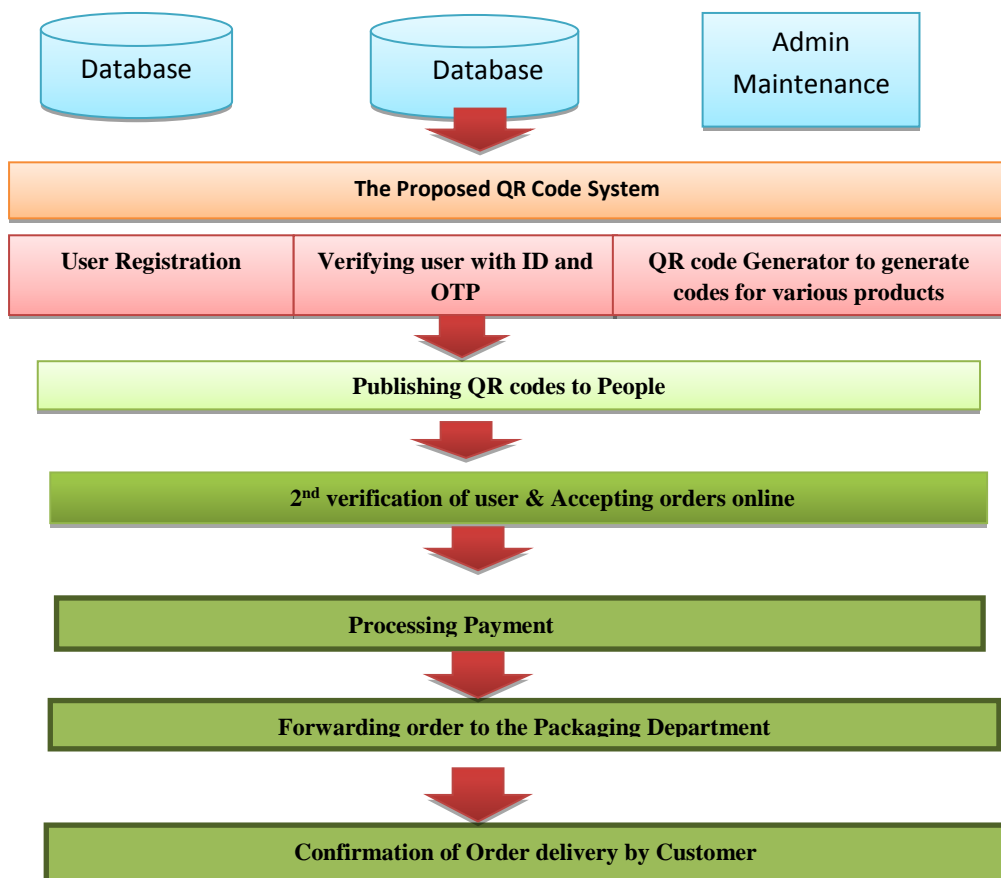 Database
Database
Admin
Maintenance
The Proposed QR Code System
User Registration
Verifying user with ID and
OTP
QR code Generator to generate
codes for various products
Publishing QR codes to People
2nd verification of user & Accepting orders online
Processing Payment
Forwarding order to the Packaging Department
Confirmation of Order delivery by Customer